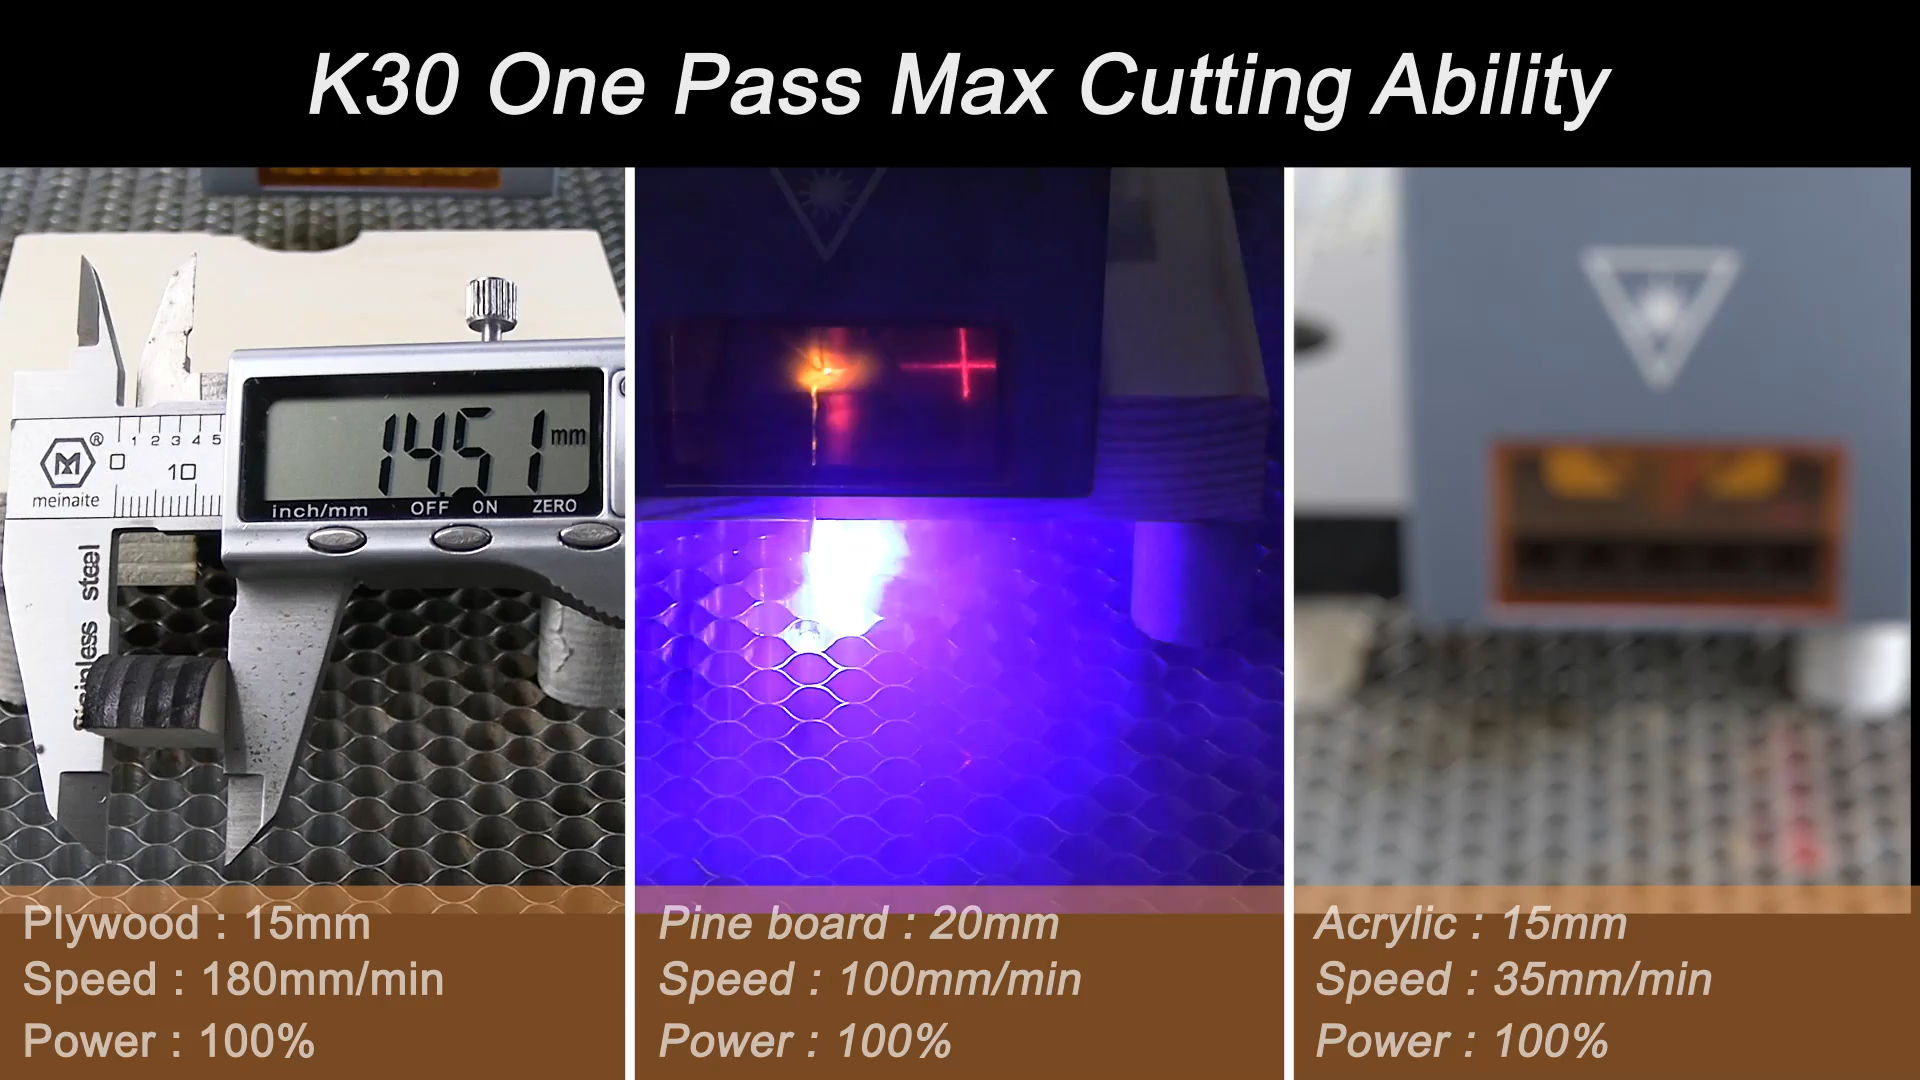 K30 One Pass Max Cutting Ability
14.51 mm
inch/mm OFF ON ZERO
®
1 2 3 4 5
0 10
meinaite
stainless steel
Plywood : 15mm
Speed : 180mm/min
Power : 100%
Pine board : 20mm
Speed : 100mm/min
Power : 100%
Acrylic : 15mm
Speed : 35mm/min
Power : 100%